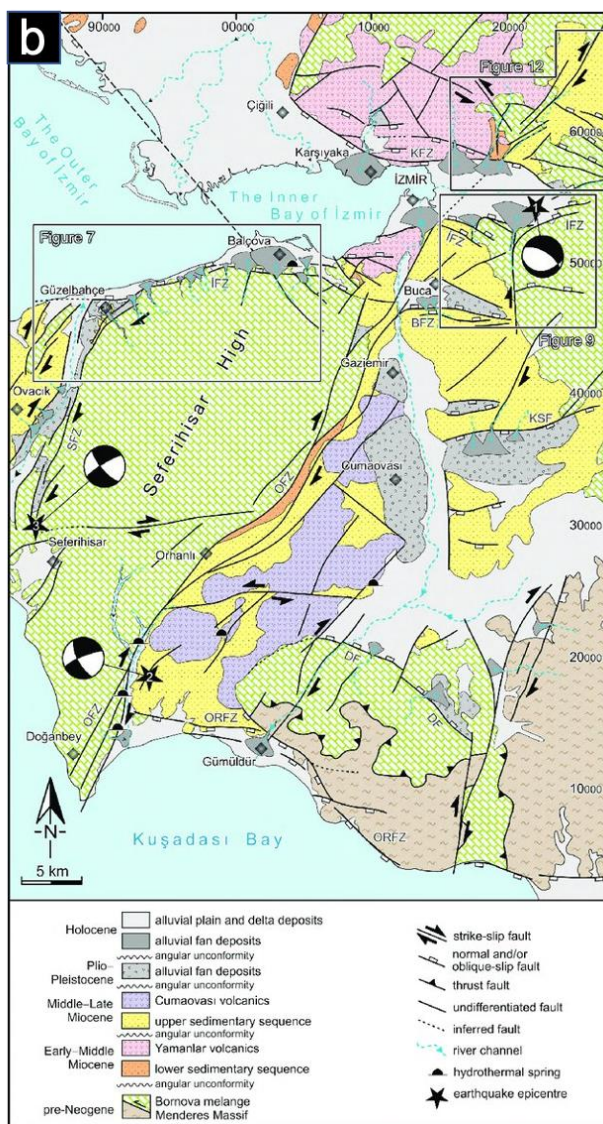 b
90000
00000
10000
20000
Figure 12
Çiğili
60000
Karşıyaka
KFZ
İZMİR
The Outer
Bay of İzmir
The Inner
Bay of İzmir
1
Figure 7
Balçova
IFZ
IFZ
50000
Güzelbahçe
IFZ
Buca
BFZ
Figure 9
Gaziemir
Ovacık
40000
Seferihisar High
KSF
SFZ
Cumaovası
OFZ
3
30000
Seferihisar
Orhanlı
20000
2
DF
OFZ
DF
ORFZ
Doğanbey
Gümüldür
10000
N
ORFZ
5 km
Kuşadası Bay
Holocene
alluvial plain and delta deposits
alluvial fan deposits
angular unconformity
Plio-
Pleistocene
alluvial fan deposits
angular unconformity
Middle–Late
Miocene
Cumaovası volcanics
upper sedimentary sequence
angular unconformity
Early–Middle
Miocene
Yamanlar volcanics
lower sedimentary sequence
angular unconformity
pre-Neogene
Bornova melange
Menderes Massif
strike-slip fault
normal and/or
oblique-slip fault
thrust fault
undifferentiated fault
inferred fault
river channel
hydrothermal spring
earthquake epicentre